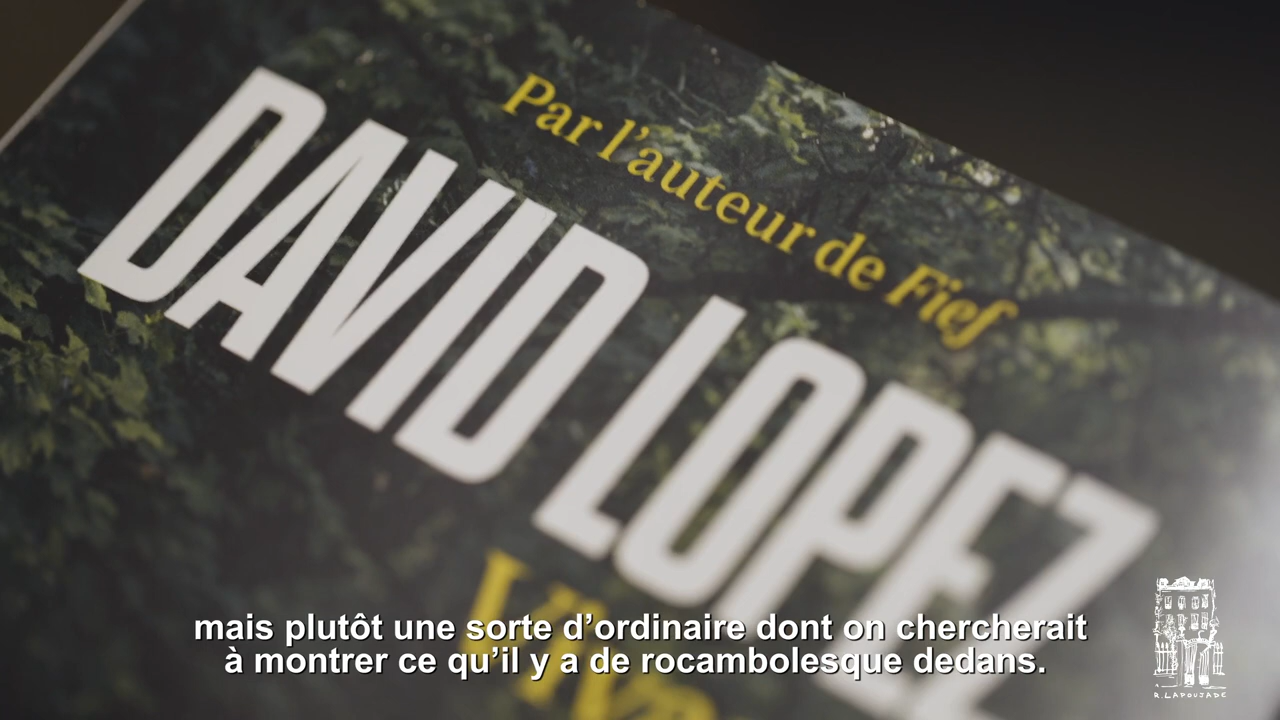 Par l'auteur de Fief
DAVID LOPEZ
mais plutôt une sorte d’ordinaire dont on chercherait
à montrer ce qu’il y a de rocambolesque dedans.
R. LAPOUJADE